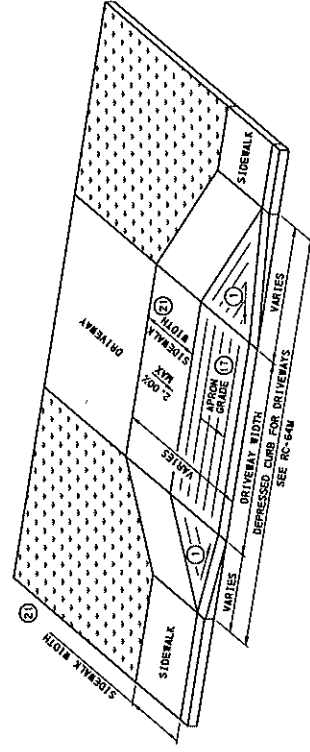 SIDEWALK WIDTH
21
SIDEWALK
DRIVEWAY
SIDEWALK
WIDTH
21
2.00%
MAX
VARIES
APRON
GRADE
17
1
1
SIDEWALK
VARIES
DRIVEWAY WIDTH
VARIES
DEPRESSED CURB FOR DRIVEWAYS
SEE RC-64M